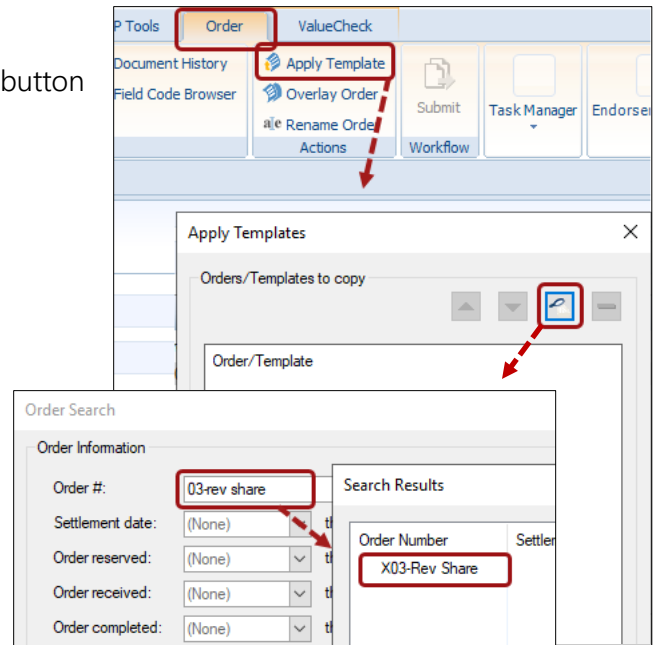 P Tools Order ValueCheck
button
Document History Apply Template
Field Code Browser Overlay Order Submit Task Manager
Rename Order
Actions Workflow
Apply Templates
Orders/Templates to copy
Order/Template
Order Search
Order Information
Order #: 03-rev share Search Results
Settlement date: (None)
Order Number
Order reserved: (None)
X03-Rev Share
Order received: (None)
Order completed: (None)